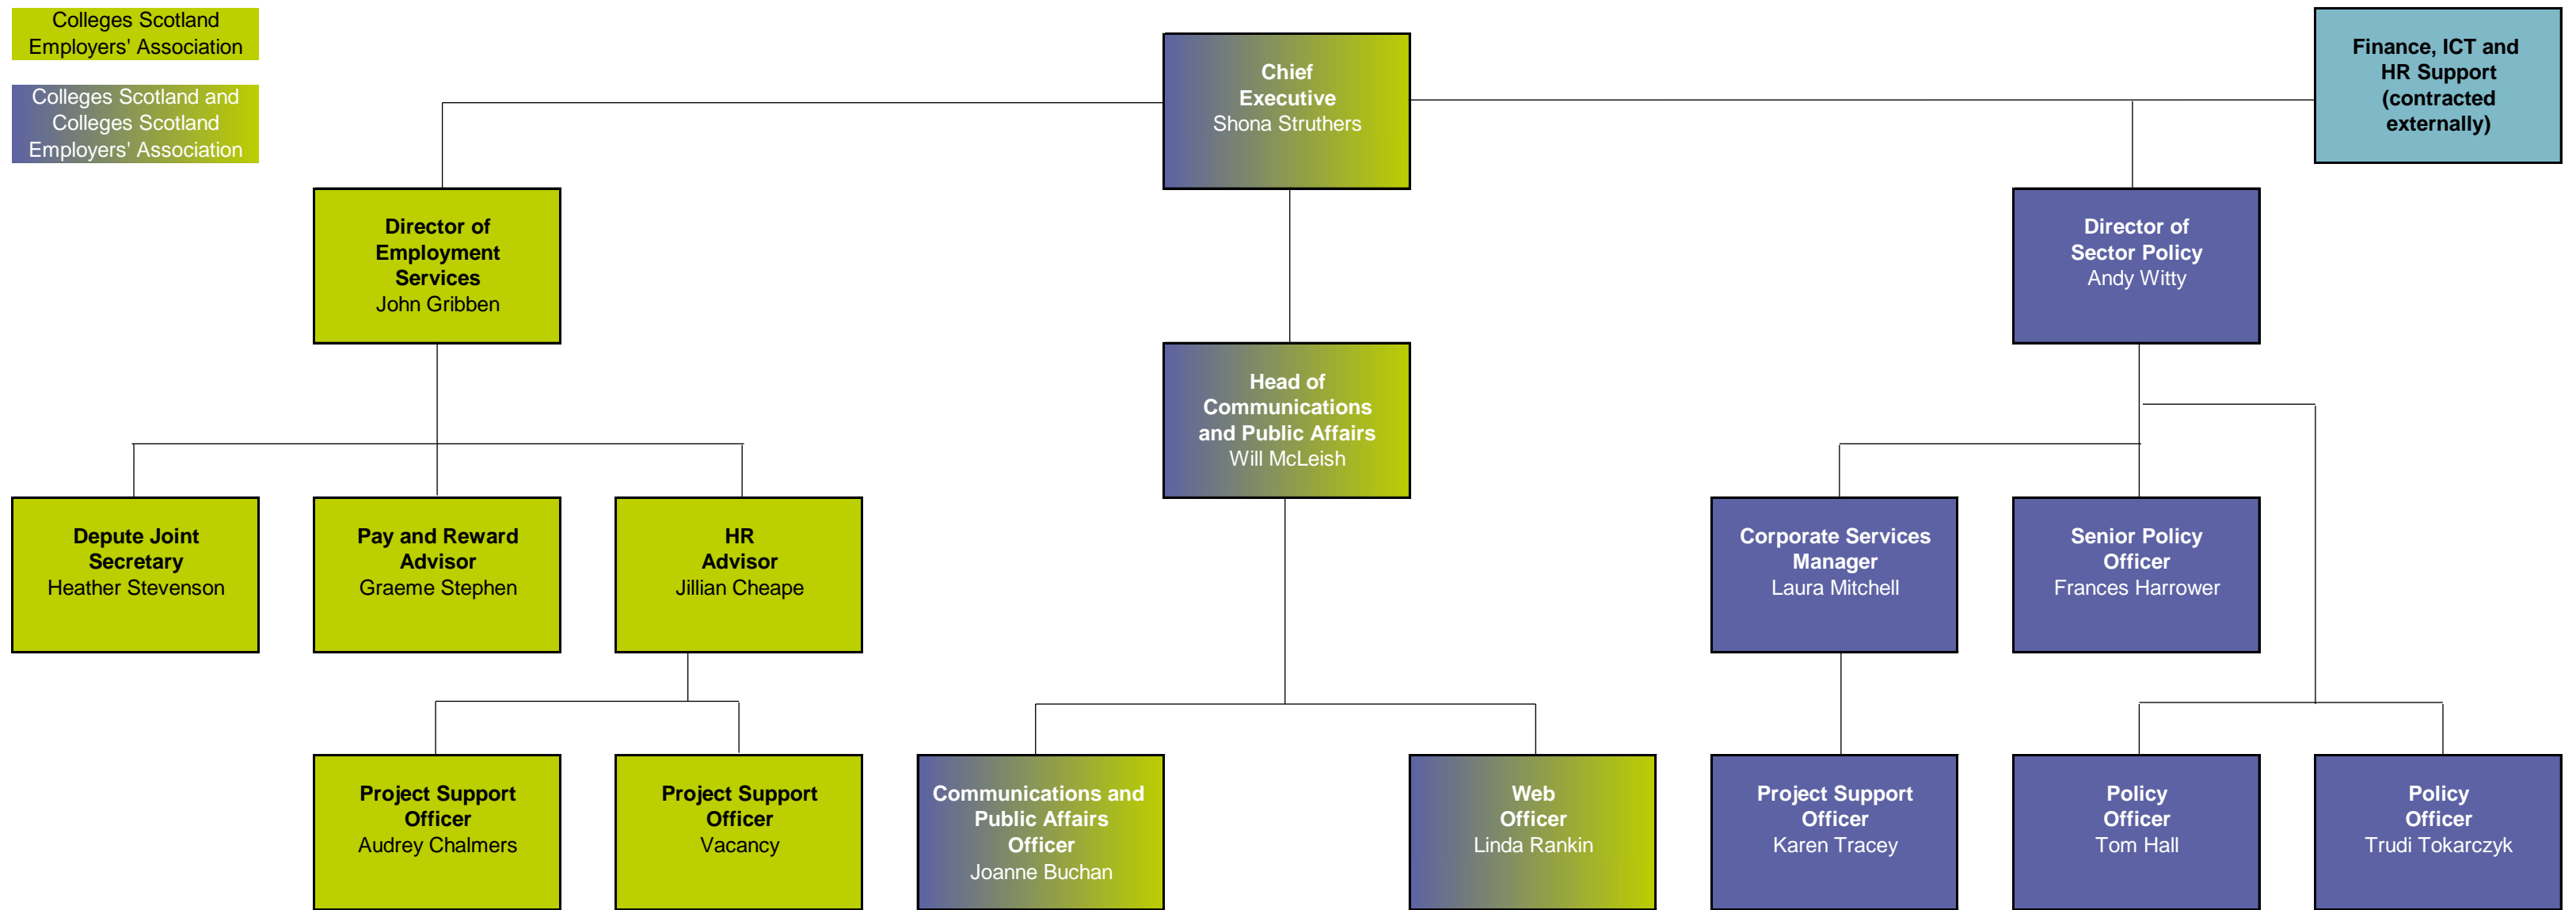 Colleges Scotland
Employers' Association
Colleges Scotland and
Colleges Scotland
Employers' Association
Chief
Executive
Shona Struthers
Finance, ICT and
HR Support
(contracted
externally)
Director of
Employment
Services
John Gribben
Director of
Sector Policy
Andy Witty
Head of
Communications
and Public Affairs
Will McLeish
Depute Joint
Secretary
Heather Stevenson
Pay and Reward
Advisor
Graeme Stephen
HR
Advisor
Jillian Cheape
Corporate Services
Manager
Laura Mitchell
Senior Policy
Officer
Frances Harrower
Project Support
Officer
Audrey Chalmers
Project Support
Officer
Vacancy
Communications and
Public Affairs
Officer
Joanne Buchan
Web
Officer
Linda Rankin
Project Support
Officer
Karen Tracey
Policy
Officer
Tom Hall
Policy
Officer
Trudi Tokarczyk